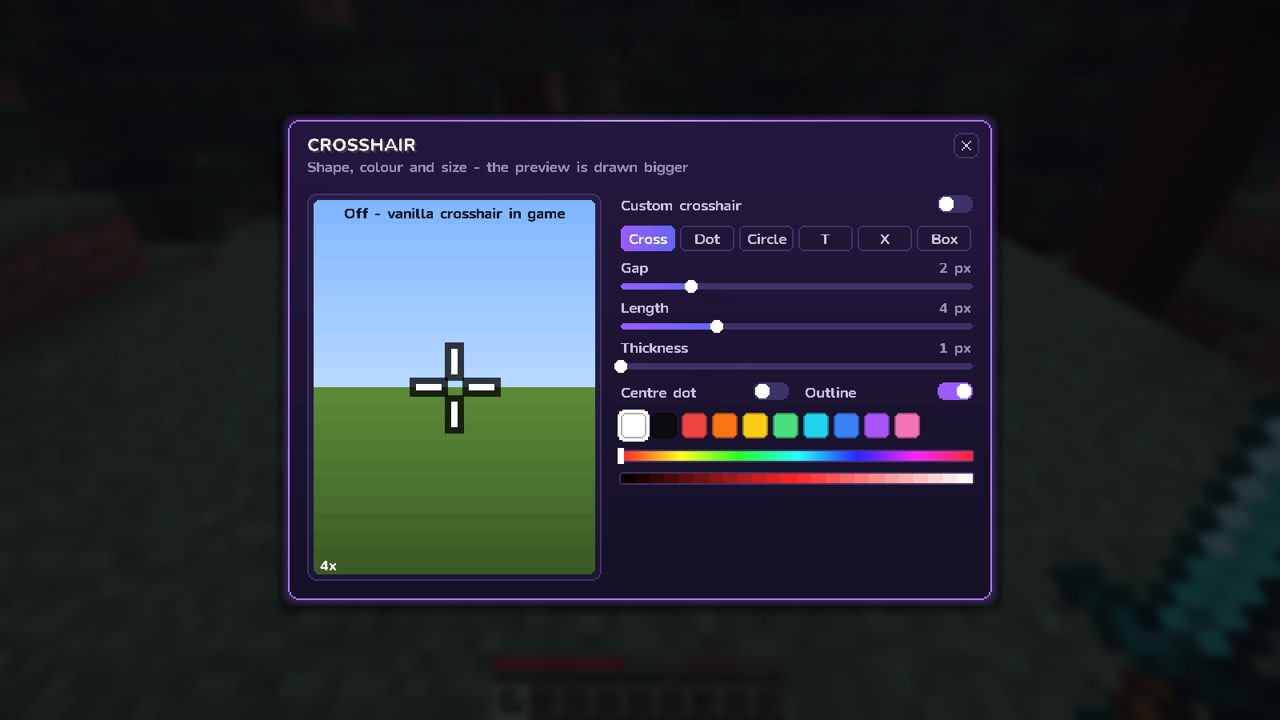 CROSSHAIR
Shape, colour and size - the preview is drawn bigger
Off - vanilla crosshair in game
4x
Custom crosshair
Cross Dot Circle T X Box
Gap 2 px
Length 4 px
Thickness 1 px
Centre dot Outline